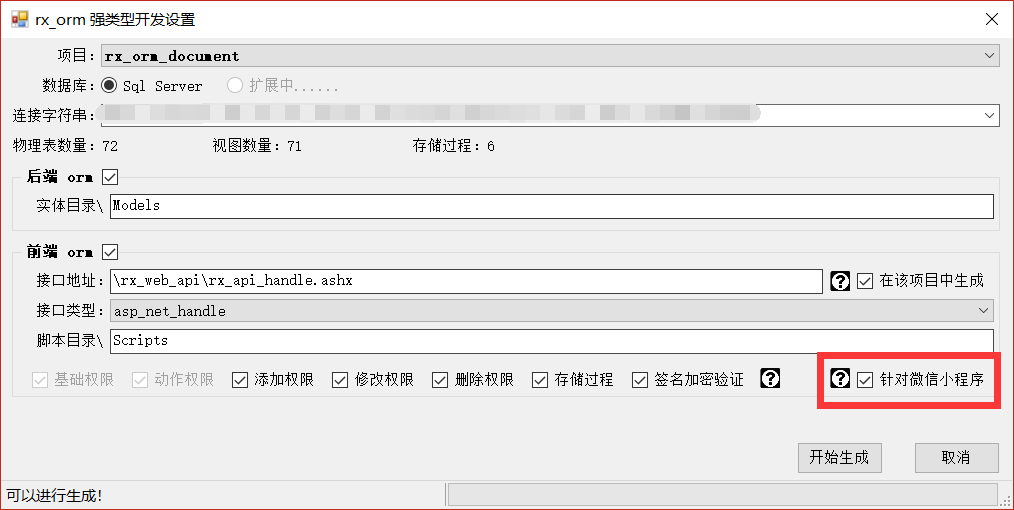 rx_orm 强类型开发设置
项目: rx_orm_document
数据库: Sql Server 扩展中......
连接字符串:
物理表数量: 72 视图数量: 71 存储过程: 6
后端 orm
实体目录\ Models
前端 orm
接口地址: \rx_web_api\rx_api_handle.ashx ? 在该项目中生成
接口类型: asp_net_handle
脚本目录\ Scripts
基础权限 动作权限 添加权限 修改权限 删除权限 存储过程 签名加密验证 ? ? 针对微信小程序
开始生成 取消
可以进行生成!